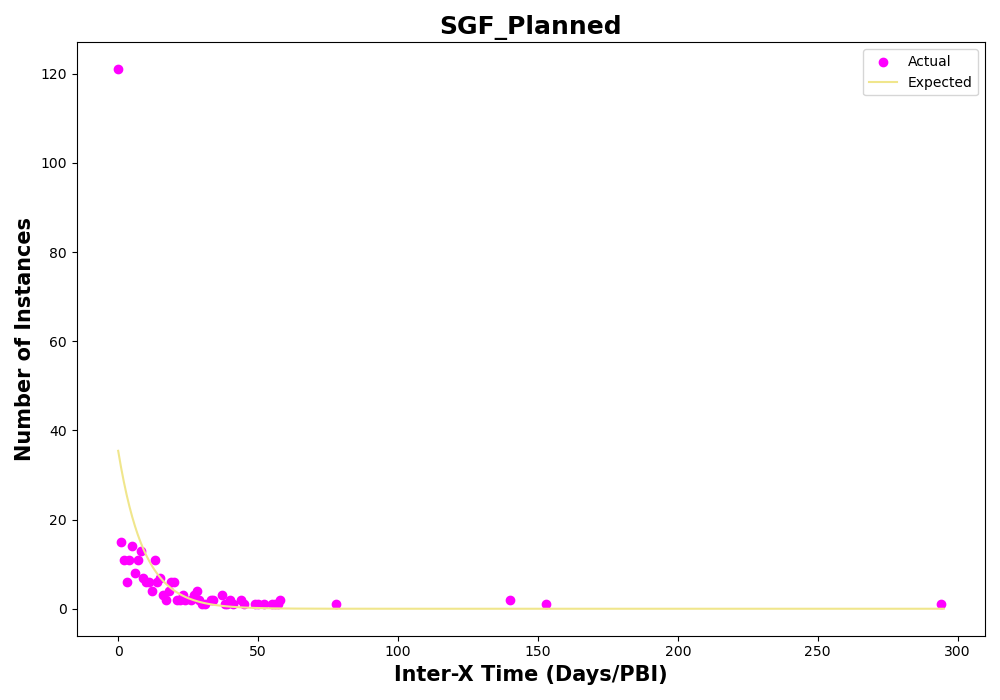 SGF_Planned
Actual
Expected
Number of Instances
120
100
80
60
40
20
0
0 50 100 150 200 250 300
Inter-X Time (Days/PBI)